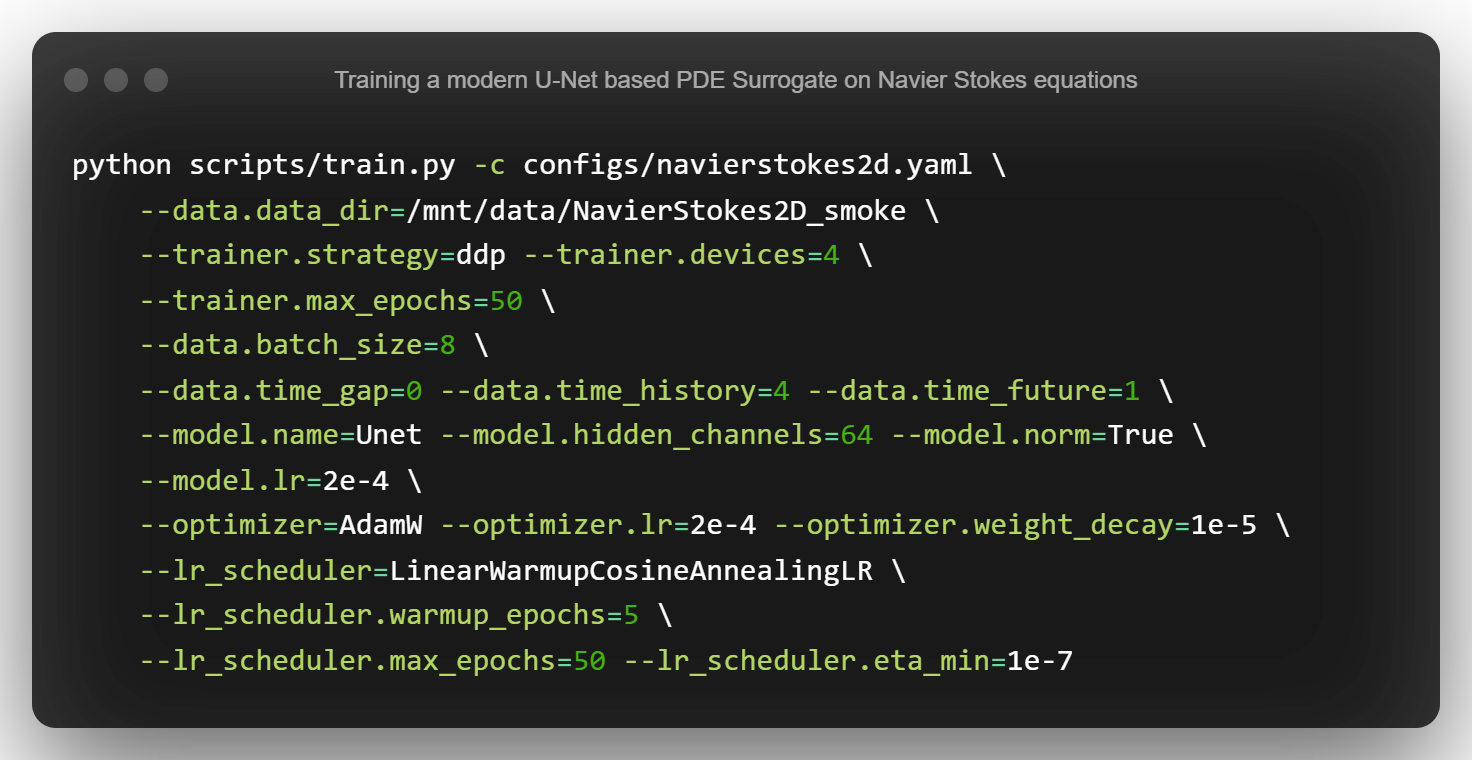 Training a modern U-Net based PDE Surrogate on Navier Stokes equations
python scripts/train.py -c configs/navierstokes2d.yaml \
    --data.data_dir=/mnt/data/NavierStokes2D_smoke \
    --trainer.strategy=ddp --trainer.devices=4 \
    --trainer.max_epochs=50 \
    --data.batch_size=8 \
    --data.time_gap=0 --data.time_history=4 --data.time_future=1 \
    --model.name=Unet --model.hidden_channels=64 --model.norm=True \
    --model.lr=2e-4 \
    --optimizer=AdamW --optimizer.lr=2e-4 --optimizer.weight_decay=1e-5 \
    --lr_scheduler=LinearWarmupCosineAnnealingLR \
    --lr_scheduler.warmup_epochs=5 \
    --lr_scheduler.max_epochs=50 --lr_scheduler.eta_min=1e-7